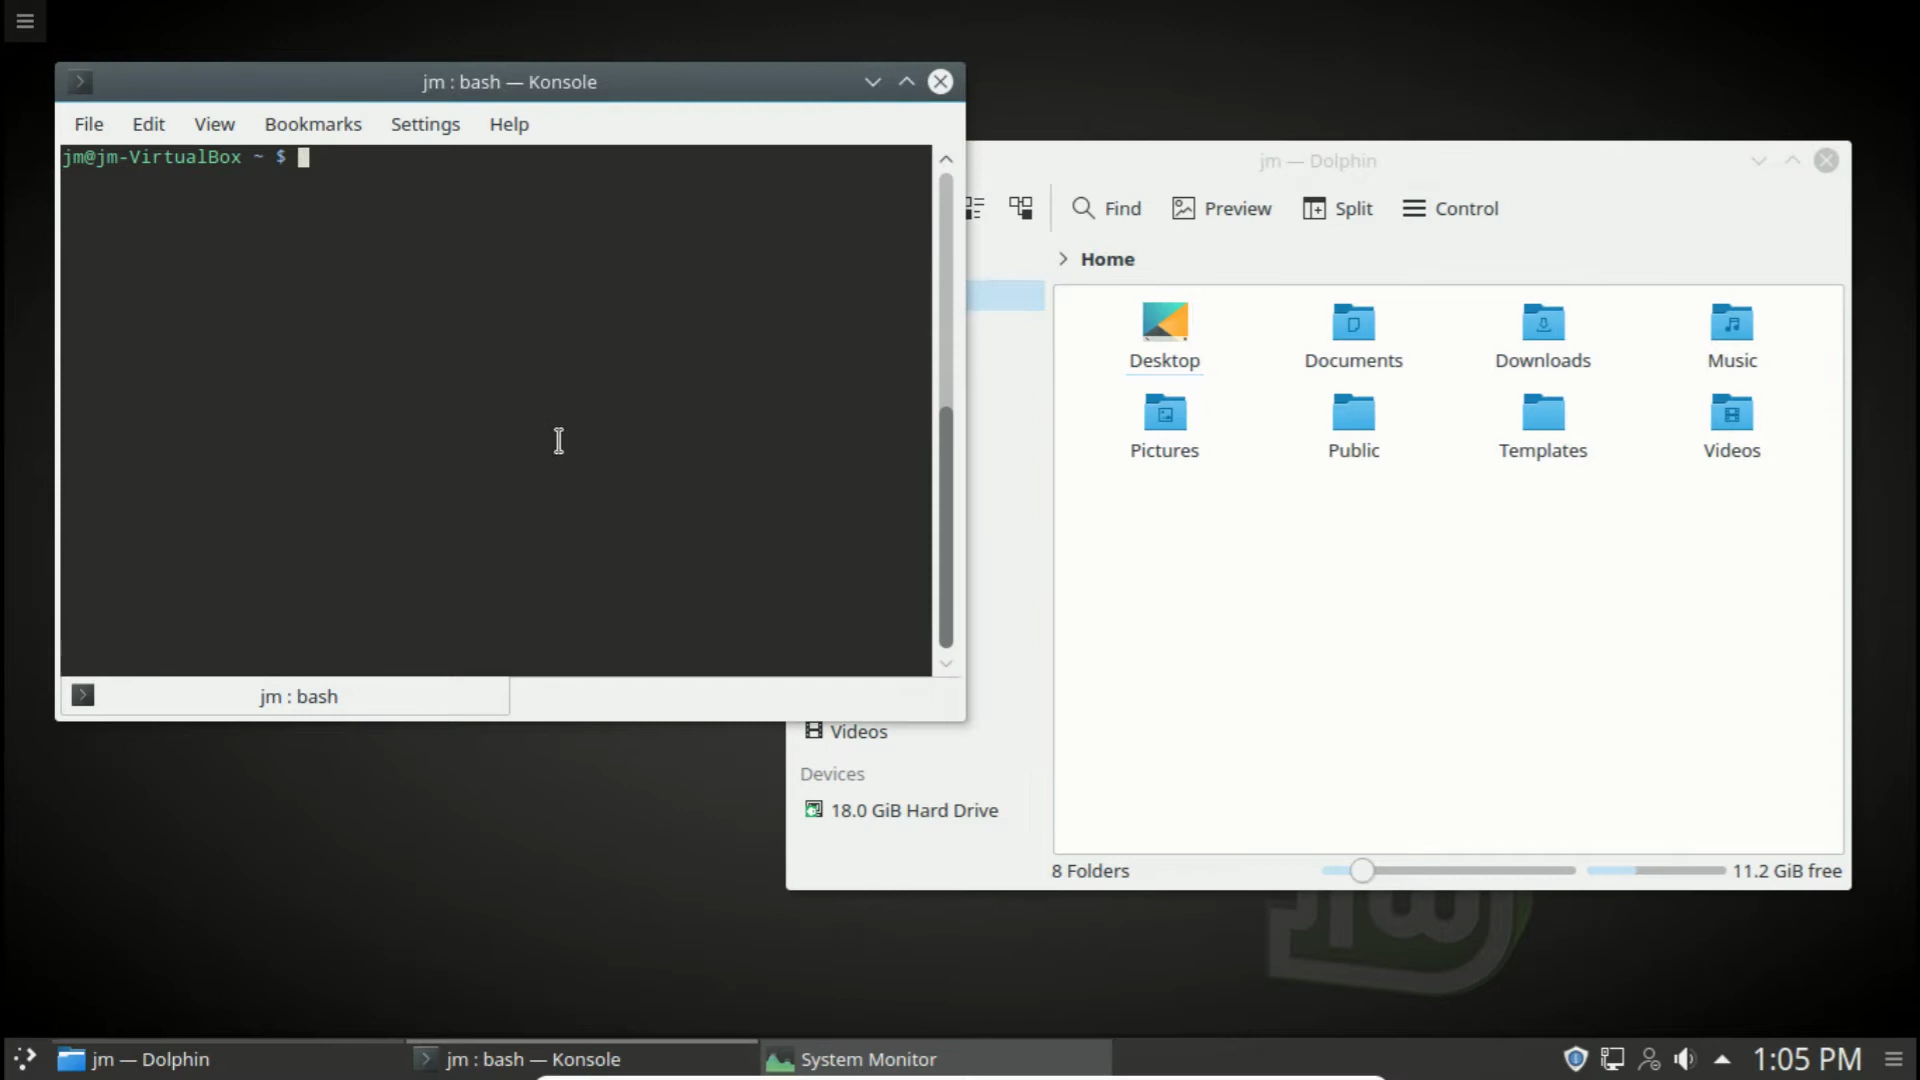 jm : bash — Konsole
File Edit View Bookmarks Settings Help
jm@jm-VirtualBox ~ $
jm : bash
jm — Dolphin
Find Preview Split Control
> Home
Desktop Documents Downloads Music
Pictures Public Templates Videos
Videos
Devices
18.0 GiB Hard Drive
8 Folders 11.2 GiB free
jm — Dolphin jm : bash — Konsole System Monitor 1:05 PM